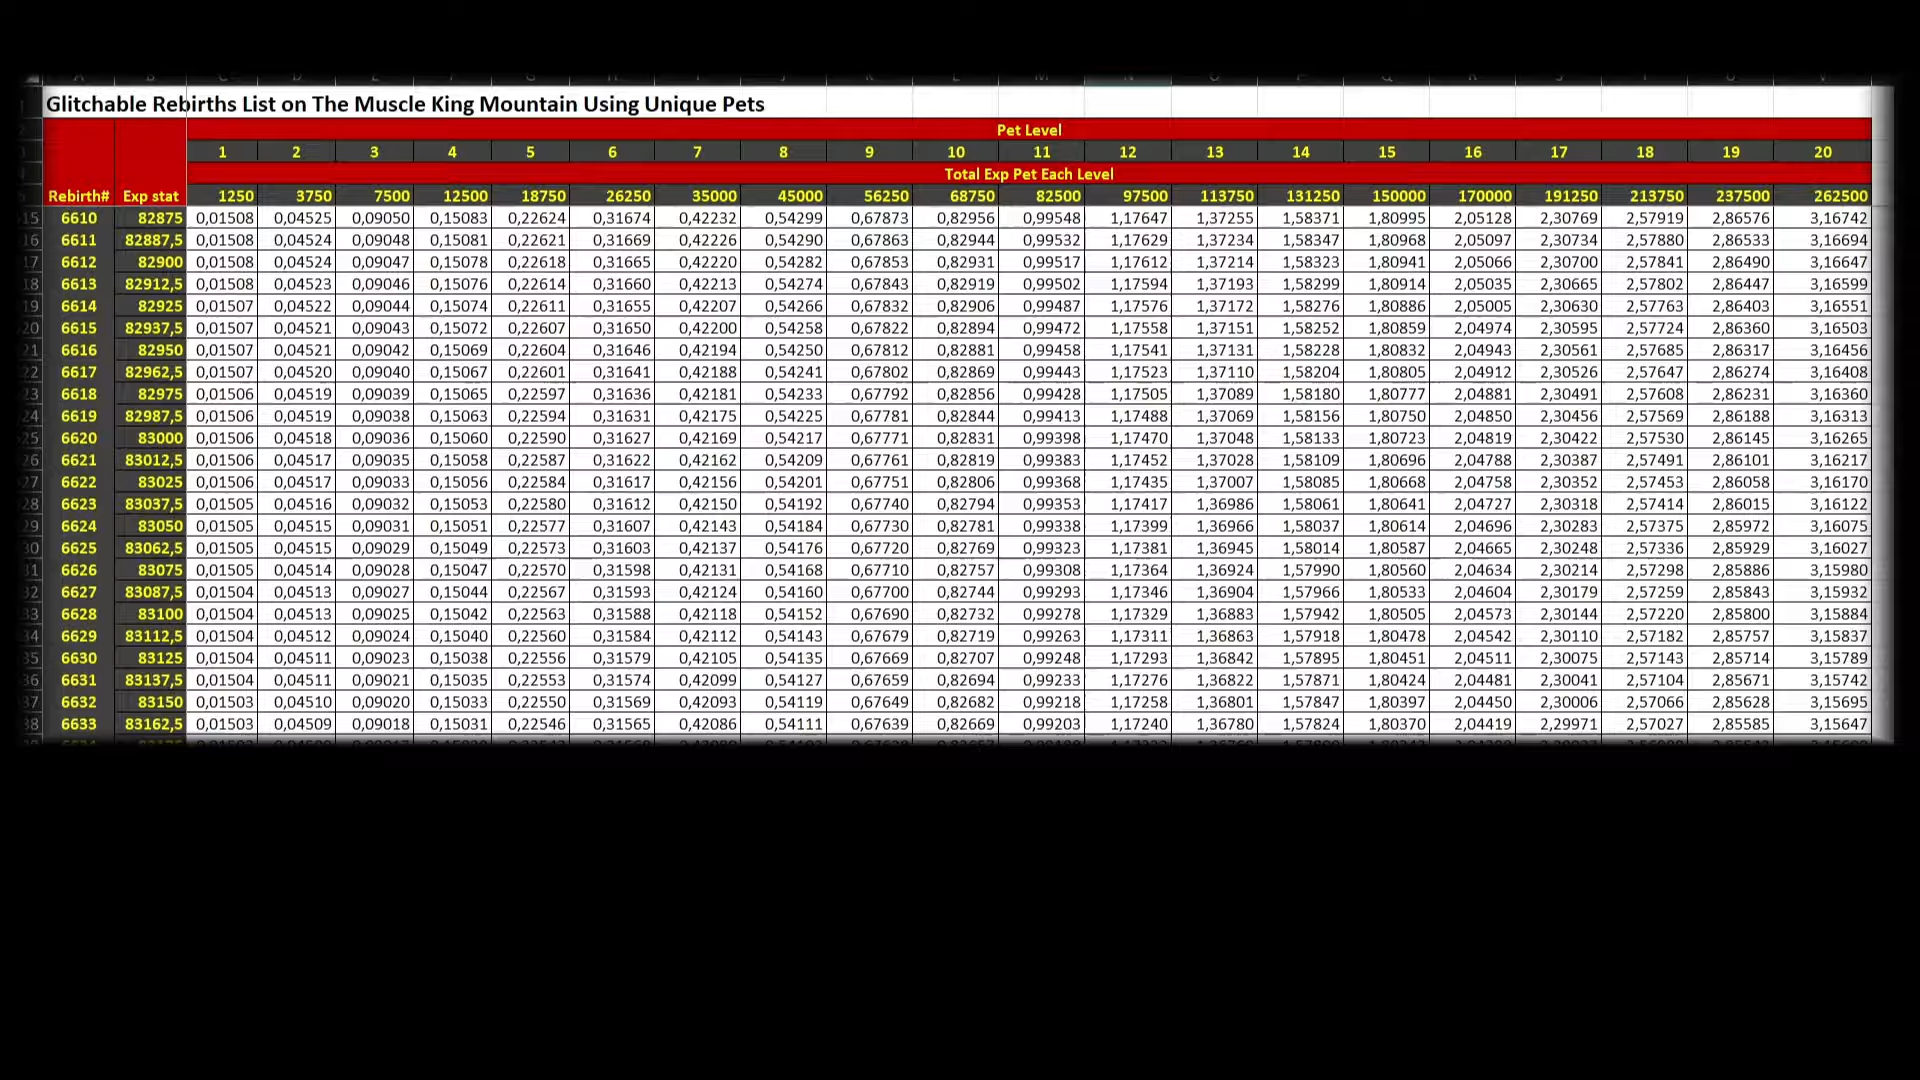 Glitchable Rebirths List on The Muscle King Mountain Using Unique Pets
Pet Level
1 2 3 4 5 6 7 8 9 10 11 12 13 14 15 16 17 18 19 20
Total Exp Pet Each Level
Rebirth# Exp stat 1250 3750 7500 12500 18750 26250 35000 45000 56250 68750 82500 97500 113750 131250 150000 170000 191250 213750 237500 262500
6610 82875 0,01508 0,04525 0,09050 0,15083 0,22624 0,31674 0,42232 0,54299 0,67873 0,82956 0,99548 1,17647 1,37255 1,58371 1,80995 2,05128 2,30769 2,57919 2,86576 3,16742
6611 82887,5 0,01508 0,04524 0,09048 0,15081 0,22621 0,31669 0,42226 0,54290 0,67863 0,82944 0,99532 1,17629 1,37234 1,58347 1,80968 2,05097 2,30734 2,57880 2,86533 3,16694
6612 82900 0,01508 0,04524 0,09047 0,15078 0,22618 0,31665 0,42220 0,54282 0,67853 0,82931 0,99517 1,17612 1,37214 1,58323 1,80941 2,05066 2,30700 2,57841 2,86490 3,16647
6613 82912,5 0,01508 0,04523 0,09046 0,15076 0,22614 0,31660 0,42213 0,54274 0,67843 0,82919 0,99502 1,17594 1,37193 1,58299 1,80914 2,05035 2,30665 2,57802 2,86447 3,16599
6614 82925 0,01507 0,04522 0,09044 0,15074 0,22611 0,31655 0,42207 0,54266 0,67832 0,82906 0,99487 1,17576 1,37172 1,58276 1,80886 2,05005 2,30630 2,57763 2,86403 3,16551
6615 82937,5 0,01507 0,04521 0,09043 0,15072 0,22607 0,31650 0,42200 0,54258 0,67822 0,82894 0,99472 1,17558 1,37151 1,58252 1,80859 2,04974 2,30595 2,57724 2,86360 3,16503
6616 82950 0,01507 0,04521 0,09042 0,15069 0,22604 0,31646 0,42194 0,54250 0,67812 0,82881 0,99458 1,17541 1,37131 1,58228 1,80832 2,04943 2,30561 2,57685 2,86317 3,16456
6617 82962,5 0,01507 0,04520 0,09040 0,15067 0,22601 0,31641 0,42188 0,54241 0,67802 0,82869 0,99443 1,17523 1,37110 1,58204 1,80805 2,04912 2,30526 2,57647 2,86274 3,16408
6618 82975 0,01506 0,04519 0,09039 0,15065 0,22597 0,31636 0,42181 0,54233 0,67792 0,82856 0,99428 1,17505 1,37089 1,58180 1,80777 2,04881 2,30491 2,57608 2,86231 3,16360
6619 82987,5 0,01506 0,04519 0,09038 0,15063 0,22594 0,31631 0,42175 0,54225 0,67781 0,82844 0,99413 1,17488 1,37069 1,58156 1,80750 2,04850 2,30456 2,57569 2,86188 3,16313
6620 83000 0,01506 0,04518 0,09036 0,15060 0,22590 0,31627 0,42169 0,54217 0,67771 0,82831 0,99398 1,17470 1,37048 1,58133 1,80723 2,04819 2,30422 2,57530 2,86145 3,16265
6621 83012,5 0,01506 0,04517 0,09035 0,15058 0,22587 0,31622 0,42162 0,54209 0,67761 0,82819 0,99383 1,17452 1,37028 1,58109 1,80696 2,04788 2,30387 2,57491 2,86101 3,16217
6622 83025 0,01506 0,04517 0,09033 0,15056 0,22584 0,31617 0,42156 0,54201 0,67751 0,82806 0,99368 1,17435 1,37007 1,58085 1,80668 2,04758 2,30352 2,57453 2,86058 3,16170
6623 83037,5 0,01505 0,04516 0,09032 0,15053 0,22580 0,31612 0,42150 0,54192 0,67740 0,82794 0,99353 1,17417 1,36986 1,58061 1,80641 2,04727 2,30318 2,57414 2,86015 3,16122
6624 83050 0,01505 0,04515 0,09031 0,15051 0,22577 0,31607 0,42143 0,54184 0,67730 0,82781 0,99338 1,17399 1,36966 1,58037 1,80614 2,04696 2,30283 2,57375 2,85972 3,16075
6625 83062,5 0,01505 0,04515 0,09029 0,15049 0,22573 0,31603 0,42137 0,54176 0,67720 0,82769 0,99323 1,17381 1,36945 1,58014 1,80587 2,04665 2,30248 2,57336 2,85929 3,16027
6626 83075 0,01505 0,04514 0,09028 0,15047 0,22570 0,31598 0,42131 0,54168 0,67710 0,82757 0,99308 1,17364 1,36924 1,57990 1,80560 2,04634 2,30214 2,57298 2,85886 3,15980
6627 83087,5 0,01504 0,04513 0,09027 0,15044 0,22567 0,31593 0,42124 0,54160 0,67700 0,82744 0,99293 1,17346 1,36904 1,57966 1,80533 2,04604 2,30179 2,57259 2,85843 3,15932
6628 83100 0,01504 0,04513 0,09025 0,15042 0,22563 0,31588 0,42118 0,54152 0,67690 0,82732 0,99278 1,17329 1,36883 1,57942 1,80505 2,04573 2,30144 2,57220 2,85800 3,15884
6629 83112,5 0,01504 0,04512 0,09024 0,15040 0,22560 0,31584 0,42112 0,54143 0,67679 0,82719 0,99263 1,17311 1,36863 1,57918 1,80478 2,04542 2,30110 2,57182 2,85757 3,15837
6630 83125 0,01504 0,04511 0,09023 0,15038 0,22556 0,31579 0,42105 0,54135 0,67669 0,82707 0,99248 1,17293 1,36842 1,57895 1,80451 2,04511 2,30075 2,57143 2,85714 3,15789
6631 83137,5 0,01504 0,04511 0,09021 0,15035 0,22553 0,31574 0,42099 0,54127 0,67659 0,82694 0,99233 1,17276 1,36822 1,57871 1,80424 2,04481 2,30041 2,57104 2,85671 3,15742
6632 83150 0,01503 0,04510 0,09020 0,15033 0,22550 0,31569 0,42093 0,54119 0,67649 0,82682 0,99218 1,17258 1,36801 1,57847 1,80397 2,04450 2,30006 2,57066 2,85628 3,15695
6633 83162,5 0,01503 0,04509 0,09018 0,15031 0,22546 0,31565 0,42086 0,54111 0,67639 0,82669 0,99203 1,17240 1,36780 1,57824 1,80370 2,04419 2,29971 2,57027 2,85585 3,15647